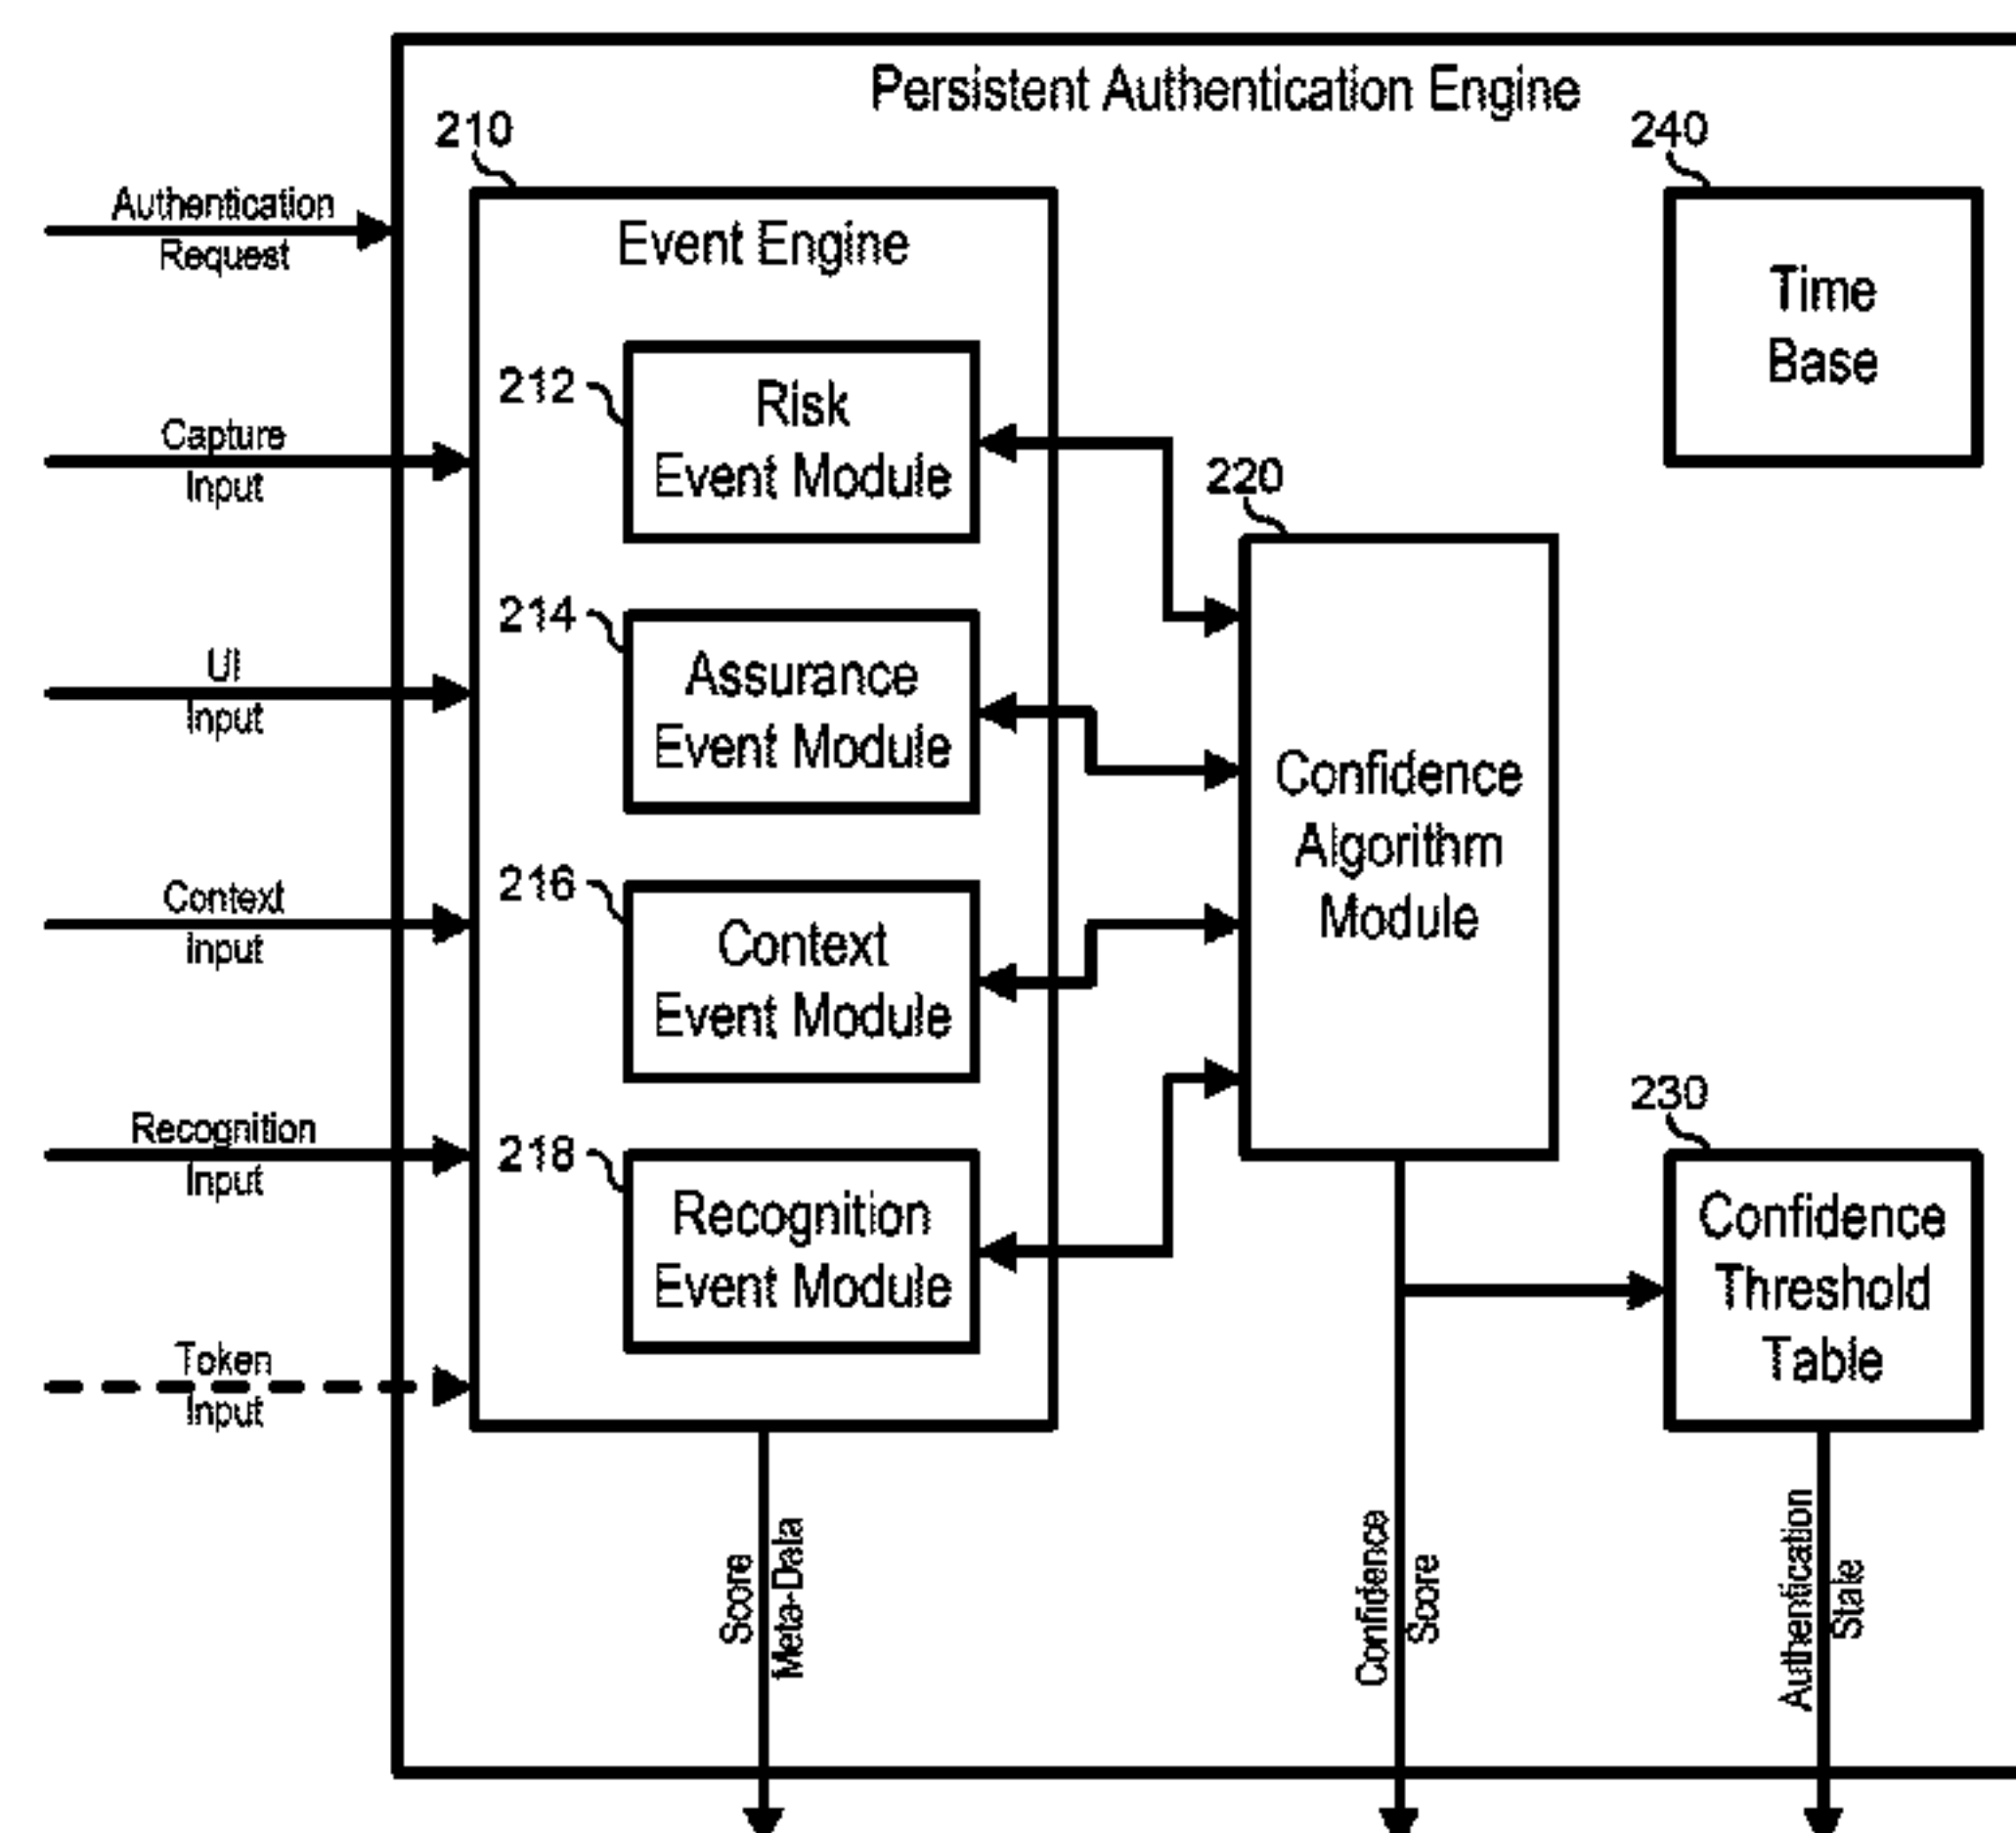 Persistent Authentication Engine
210
240
Authentication
Request
Event Engine
Time
Base
212
Risk
Event Module
Capture
Input
220
214
Assurance
Event Module
UI
Input
Confidence
Algorithm
Module
216
Context
Event Module
Context
Input
230
218
Recognition
Event Module
Recognition
Input
Confidence
Threshold
Table
Token
Input
Score
Meta-Data
Confidence
Score
Authentication
State